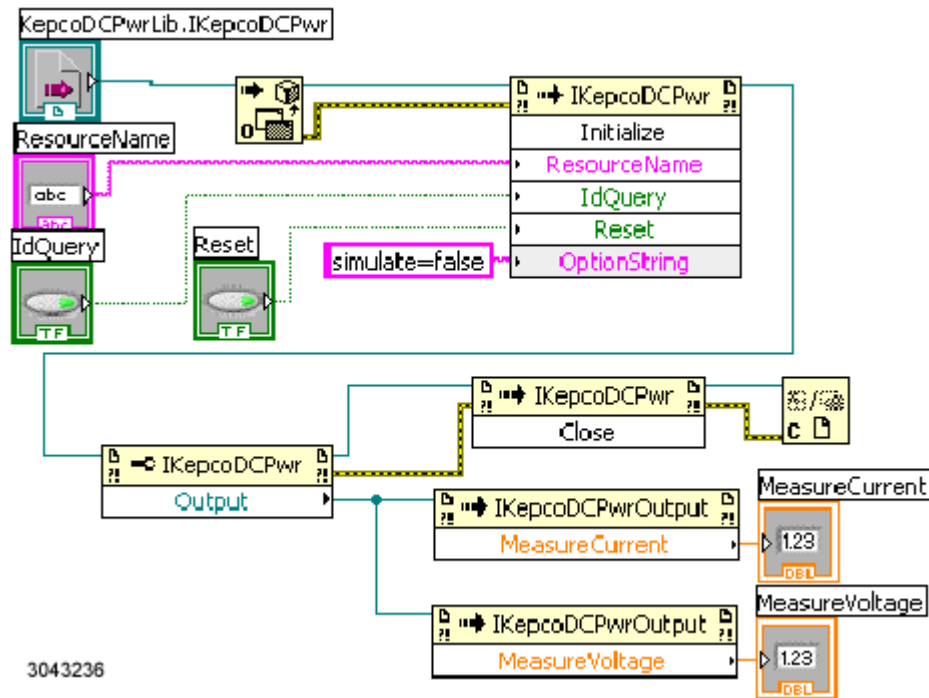 KepcoDCPwrLib.IKepcoDCPwr
IKepcoDCPwr
Initialize
ResourceName
ResourceName
abc
abc
IdQuery
IdQuery
Reset
Reset
simulate=false
OptionString
TF
TF
IKepcoDCPwr
Close
C
IKepcoDCPwr
Output
IKepcoDCPwrOutput
MeasureCurrent
MeasureCurrent
1.23
DBL
IKepcoDCPwrOutput
MeasureVoltage
MeasureVoltage
1.23
DBL
3043236